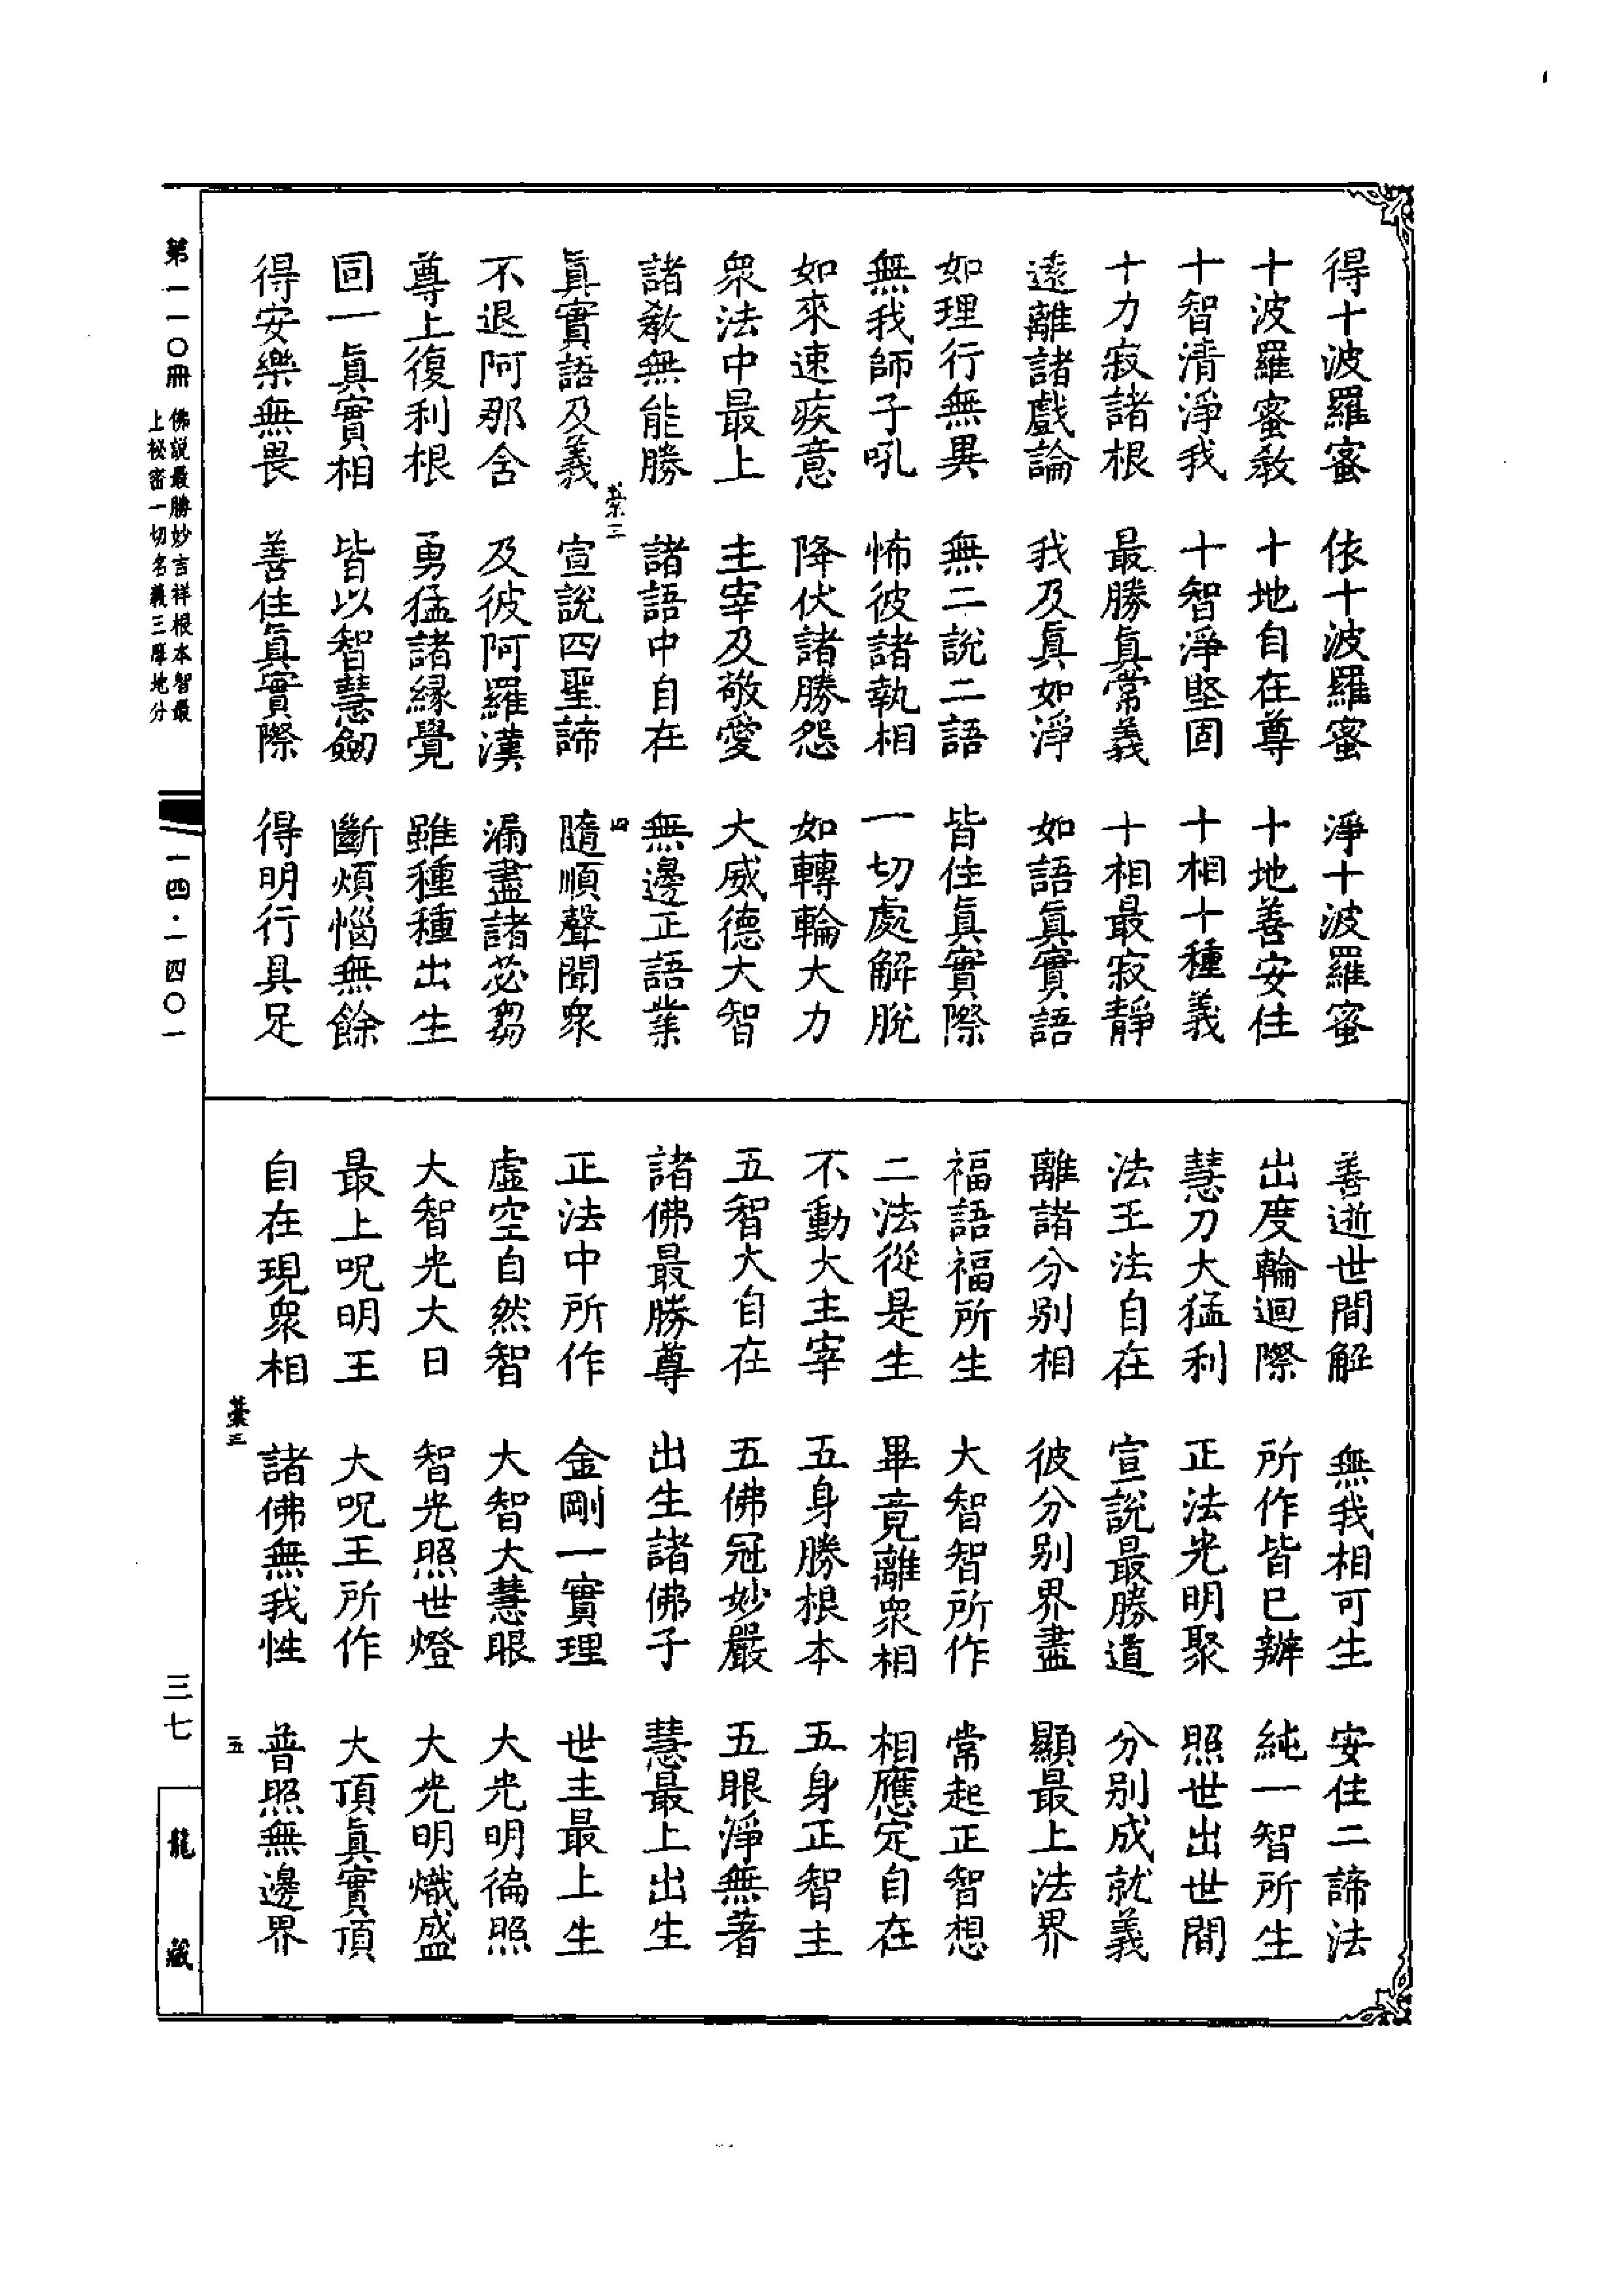 得十波羅蜜　依十波羅蜜　淨十波羅蜜
十波羅蜜教　十地自在尊　十地善安住
十智清淨我　十智淨堅固　十相十種義
十力寂諸根　最勝真常義　十相最寂靜
遠離諸戲論　我及真如淨　如語真實語
如理行無異　無二說二語　皆住真實際
無我師子吼　怖彼諸執相　一切處解脫
如來速疾意　降伏諸勝怨　如轉輪大力
眾法中最上　主宰及敬愛　大威德大智
諸教無能勝　諸語中自在　無邊正語業
綦三　四
真實語及義　宣說四聖諦　隨順聲聞眾
不退阿那含　及彼阿羅漢　漏盡諸苾芻
尊上復利根　勇猛諸緣覺　雖種種出生
同一真實相　皆以智慧劒　斷煩惱無餘
得安樂無畏　善住真實際　得明行具足
善逝世間解　無我相可生　安住二諦法
出度輪迴際　所作皆已辦　純一智所生
慧刀大猛利　正法光明聚　照世出世間
法王法自在　宣說最勝道　分別成就義
離諸分別相　彼分別界盡　顯最上法界
福語福所生　大智智所作　常起正智想
二法從是生　畢竟離眾相　相應定自在
不動大主宰　五身勝根本　五身正智主
五智大自在　五佛冠妙嚴　五眼淨無著
諸佛最勝尊　出生諸佛子　慧最上出生
正法中所作　金剛一實理　世主最上生
虛空自然智　大智大慧眼　大光明徧照
大智光大日　智光照世燈　大光明熾盛
最上呪明王　大呪王所作　大頂真實頂
自在現眾相　諸佛無我性　普照無邊界
綦三　五
第一一〇冊
佛說最勝妙吉祥根本智最
上秘密一切名義三摩地分
一四·一四〇一
三七
龍藏